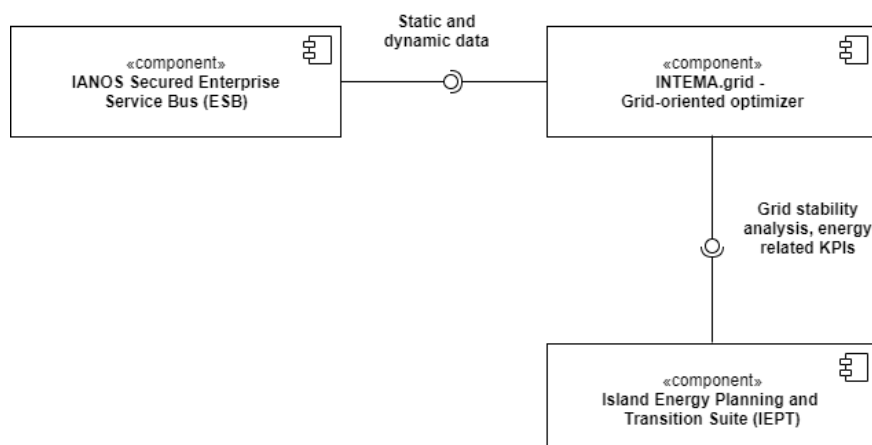 Static and
dynamic data
«component»
IANOS Secured Enterprise
Service Bus (ESB)
«component»
INTEMA.grid -
Grid-oriented optimizer
Grid stability
analysis, energy
related KPIs
«component»
Island Energy Planning and
Transition Suite (IEPT)